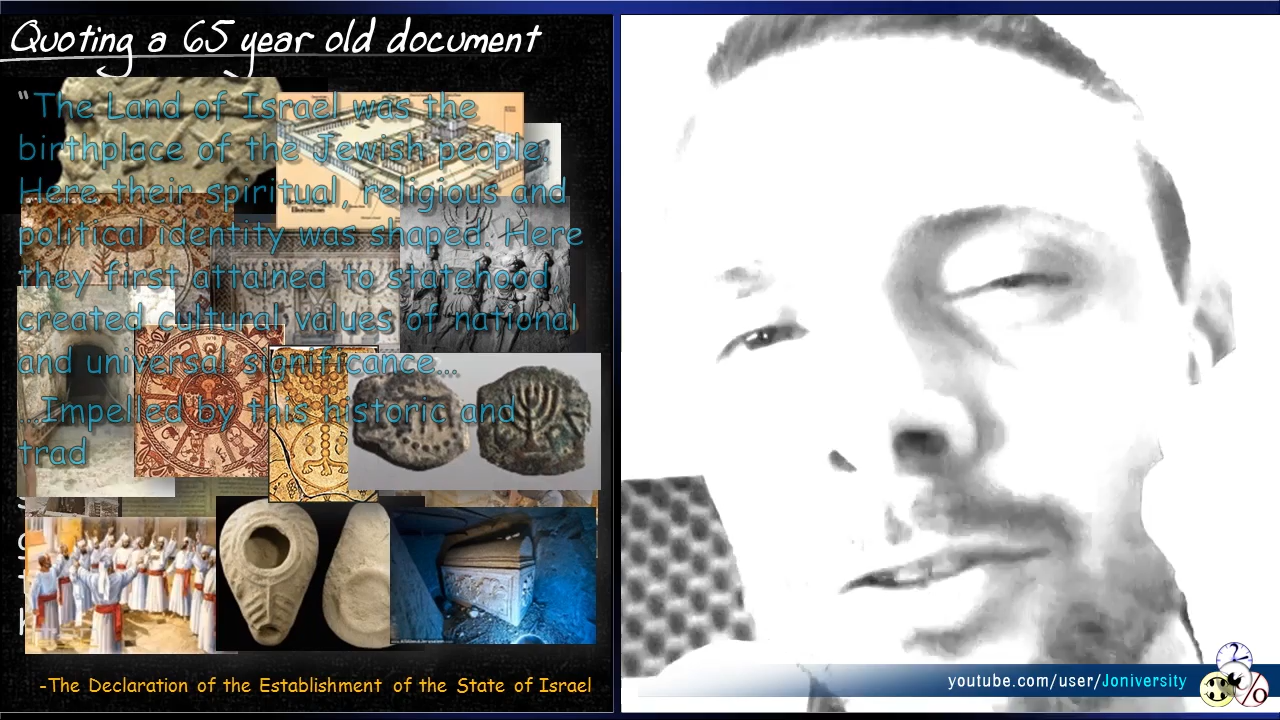 Quoting a 65 year old document
“The Land of Israel was the
birthplace of the Jewish people.
Here their spiritual, religious and
political identity was shaped. Here
they first attained to statehood,
created cultural values of national
and universal significance...
...Impelled by this historic and
trad
-The Declaration of the Establishment of the State of Israel
youtube.com/user/Joniversity